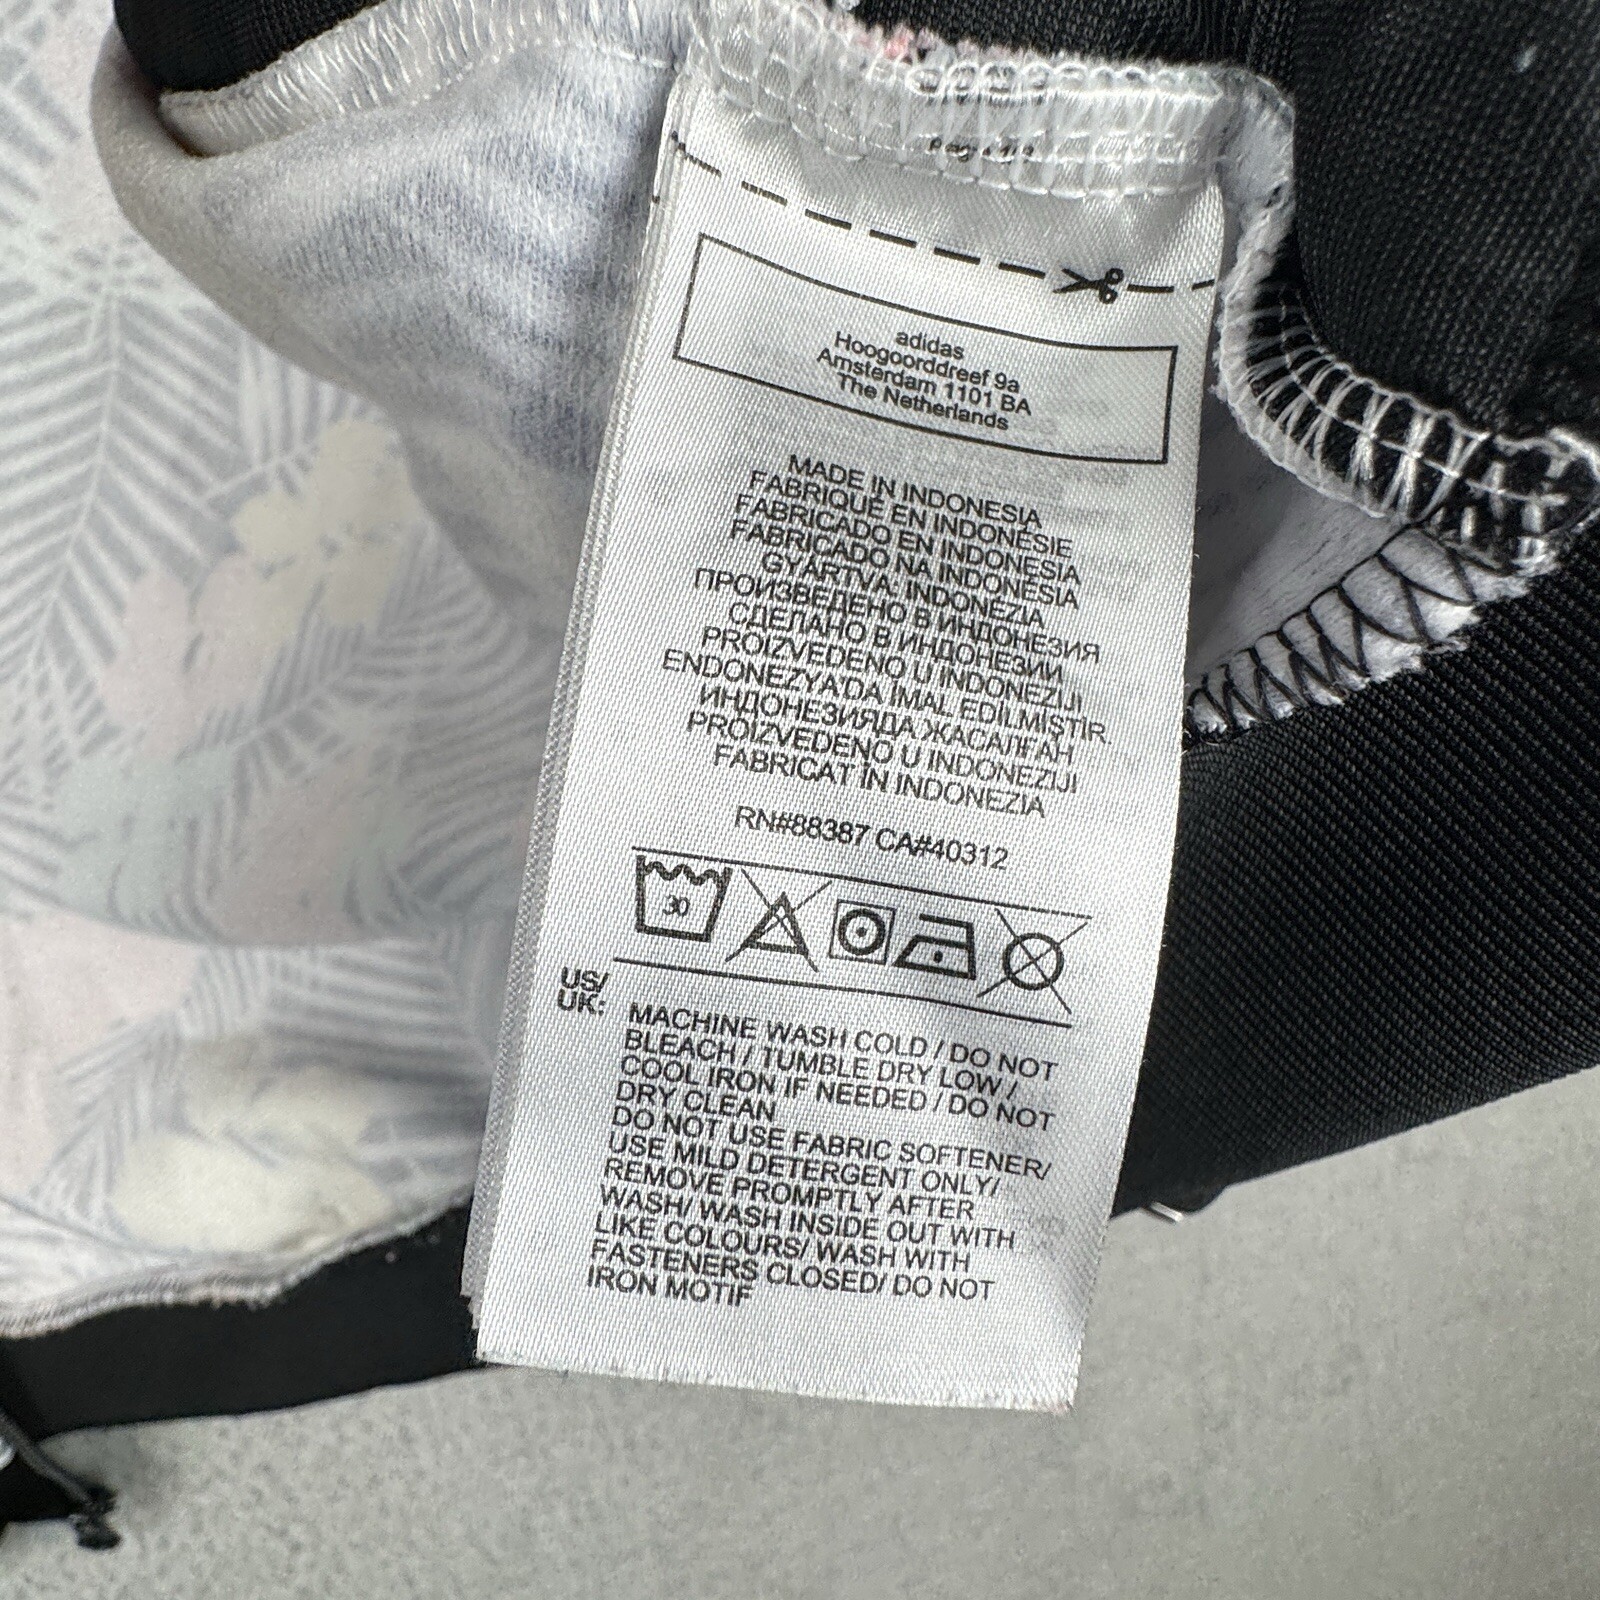 adidas
Hoogoorddreef 9a
Amsterdam 1101 BA
The Netherlands
MADE IN INDONESIA
FABRIQUÉ EN INDONÉSIE
FABRICADO EN INDONESIA
FABRICADO NA INDONÉSIA
GYÁRTVA: INDONÉZIA
ПРОИЗВЕДЕНО В ИНДОНЕЗИЯ
СДЕЛАНО В ИНДОНЕЗИИ
PROIZVEDENO U INDONEZIJI
ENDONEZYA'DA İMAL EDİLMİŞTİR.
ИНДОНЕЗИЯДА ЖАСАЛҒАН
PROIZVEDENO U INDONEZIJI
FABRICAT ÎN INDONEZIA
RN#88387 CA#40312
30
US/
UK:
MACHINE WASH COLD / DO NOT
BLEACH / TUMBLE DRY LOW /
COOL IRON IF NEEDED / DO NOT
DRY CLEAN
DO NOT USE FABRIC SOFTENER/
USE MILD DETERGENT ONLY/
REMOVE PROMPTLY AFTER
WASH/ WASH INSIDE OUT WITH
LIKE COLOURS/ WASH WITH
FASTENERS CLOSED/ DO NOT
IRON MOTIF